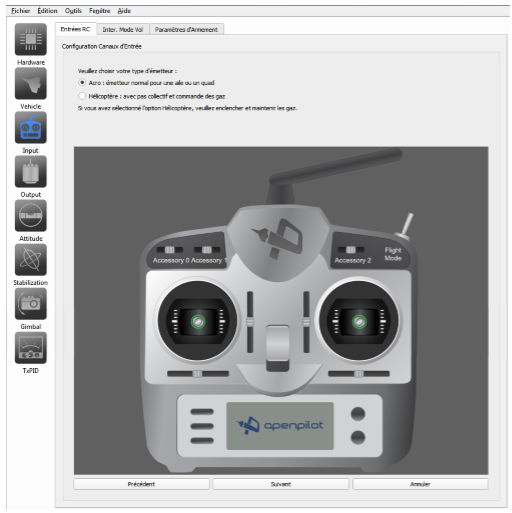 Fichier Édition Outils Fenêtre Aide
Entrées RC Inter. Mode Vol Paramètres d'Armement
Configuration Canaux d'Entrée
Hardware
Veuillez choisir votre type d'émetteur :
Acro : émetteur normal pour une aile ou un quad
Hélicoptère : avec pas collectif et commande des gaz
Si vous avez sélectionné l'option Hélicoptère, veuillez enclencher et maintenir les gaz.
Vehicle
Input
Output
Attitude
Stabilization
Gimbal
TxPID
Accessory 0 Accessory 1
Accessory 2
Flight
Mode
openpilot
Précédent Suivant Annuler